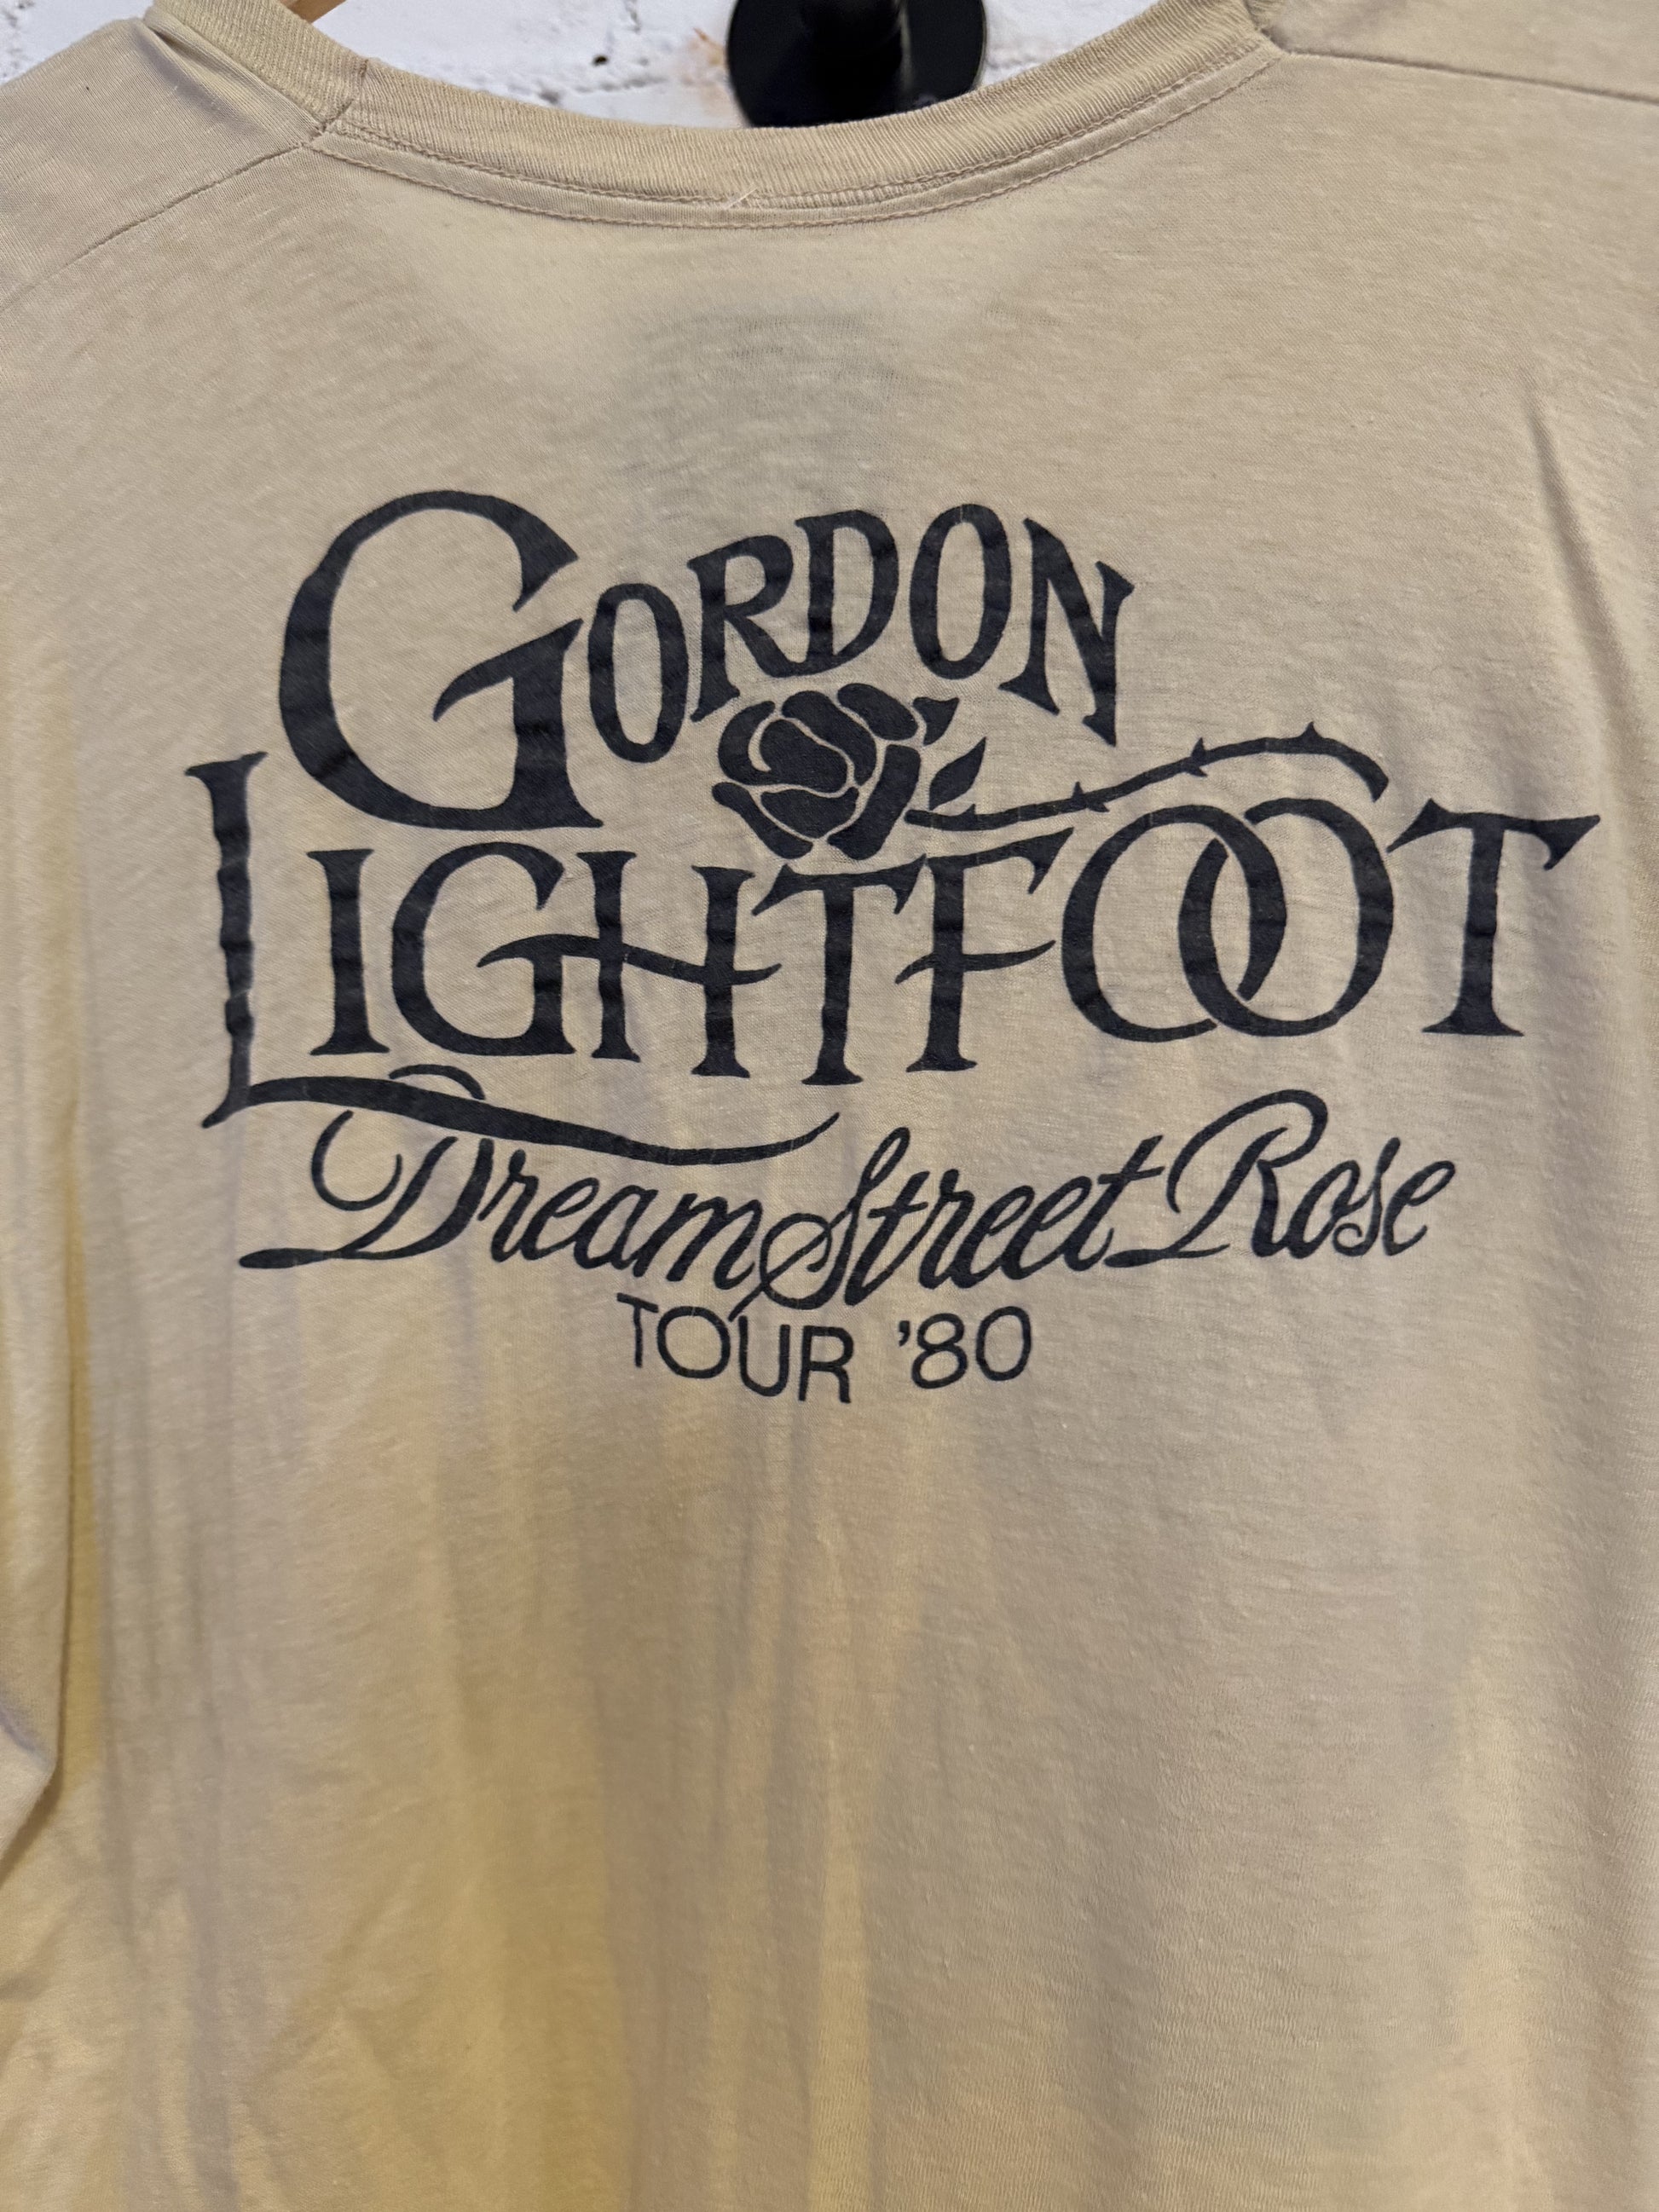 GORDON
LIGHTFOOT
Dream Street Rose
TOUR '80